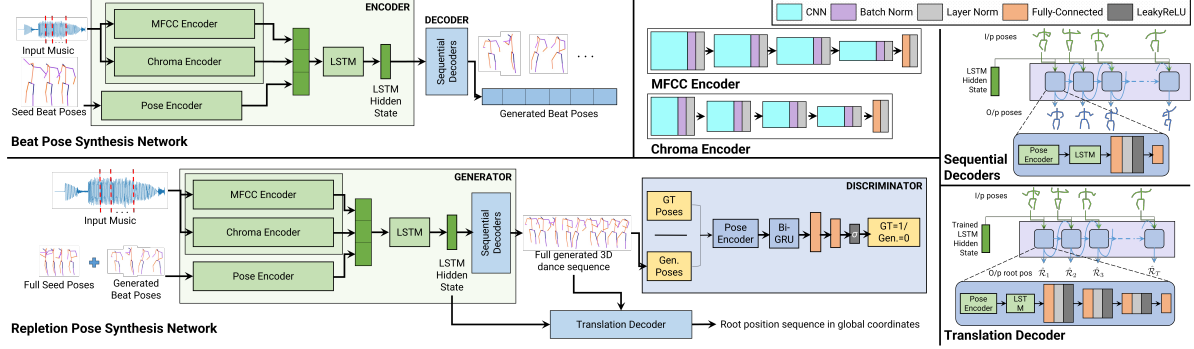 ENCODER
MFCC Encoder
Input Music
Chroma Encoder
Seed Beat Poses
Pose Encoder
LSTM
LSTM
Hidden
State
DECODER
Sequential
Decoders
. . .
Generated Beat Poses
Beat Pose Synthesis Network
CNN
Batch Norm
Layer Norm
Fully-Connected
LeakyReLU
MFCC Encoder
Chroma Encoder
I/p poses
LSTM
Hidden
State
O/p poses
Pose
Encoder
LSTM
Sequential
Decoders
GENERATOR
MFCC Encoder
. . . .
Input Music
Chroma Encoder
Full Seed Poses
Generated
Beat Poses
Pose Encoder
LSTM
LSTM
Hidden
State
Sequential
Decoders
Full generated 3D
dance sequence
DISCRIMINATOR
GT
Poses
Gen.
Poses
Pose
Encoder
Bi-
GRU
GT=1/
Gen.=0
Translation Decoder
Root position sequence in global coordinates
Repletion Pose Synthesis Network
I/p poses
Trained
LSTM
Hidden
State
O/p root pos
R̂₁
R̂₂
R̂₃
R̂_T
Pose
Encoder
LST
M
Translation Decoder